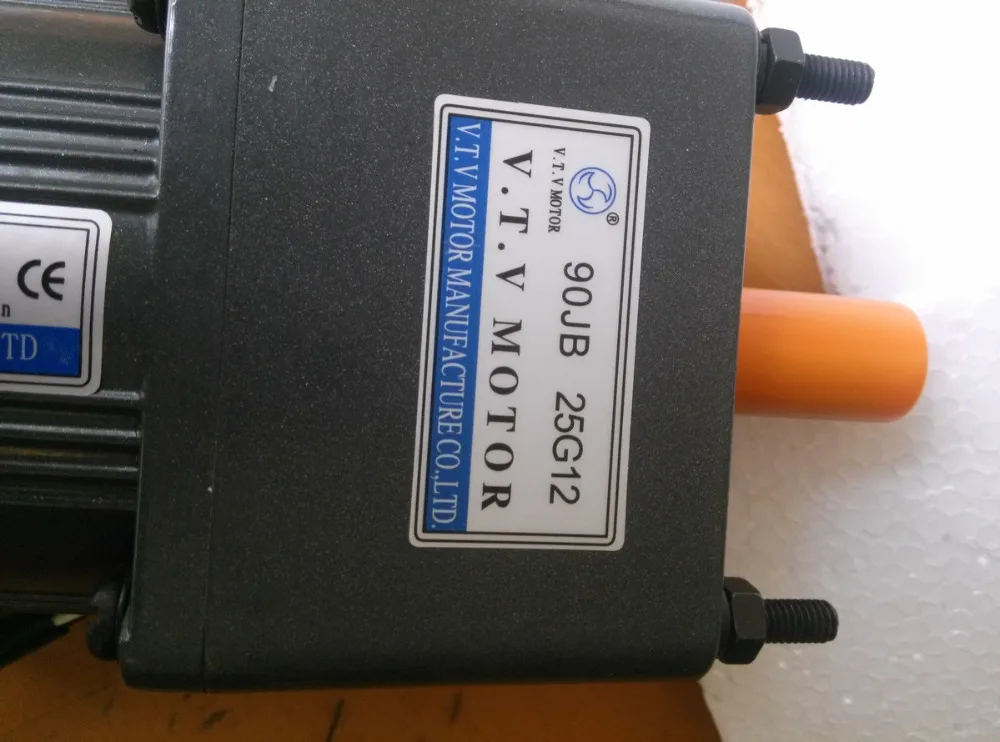 ®
V.T.V MOTOR
90JB 25G12
V.T.V MOTOR
V.T.V MOTOR MANUFACTURE CO.,LTD.
CE
n
TD